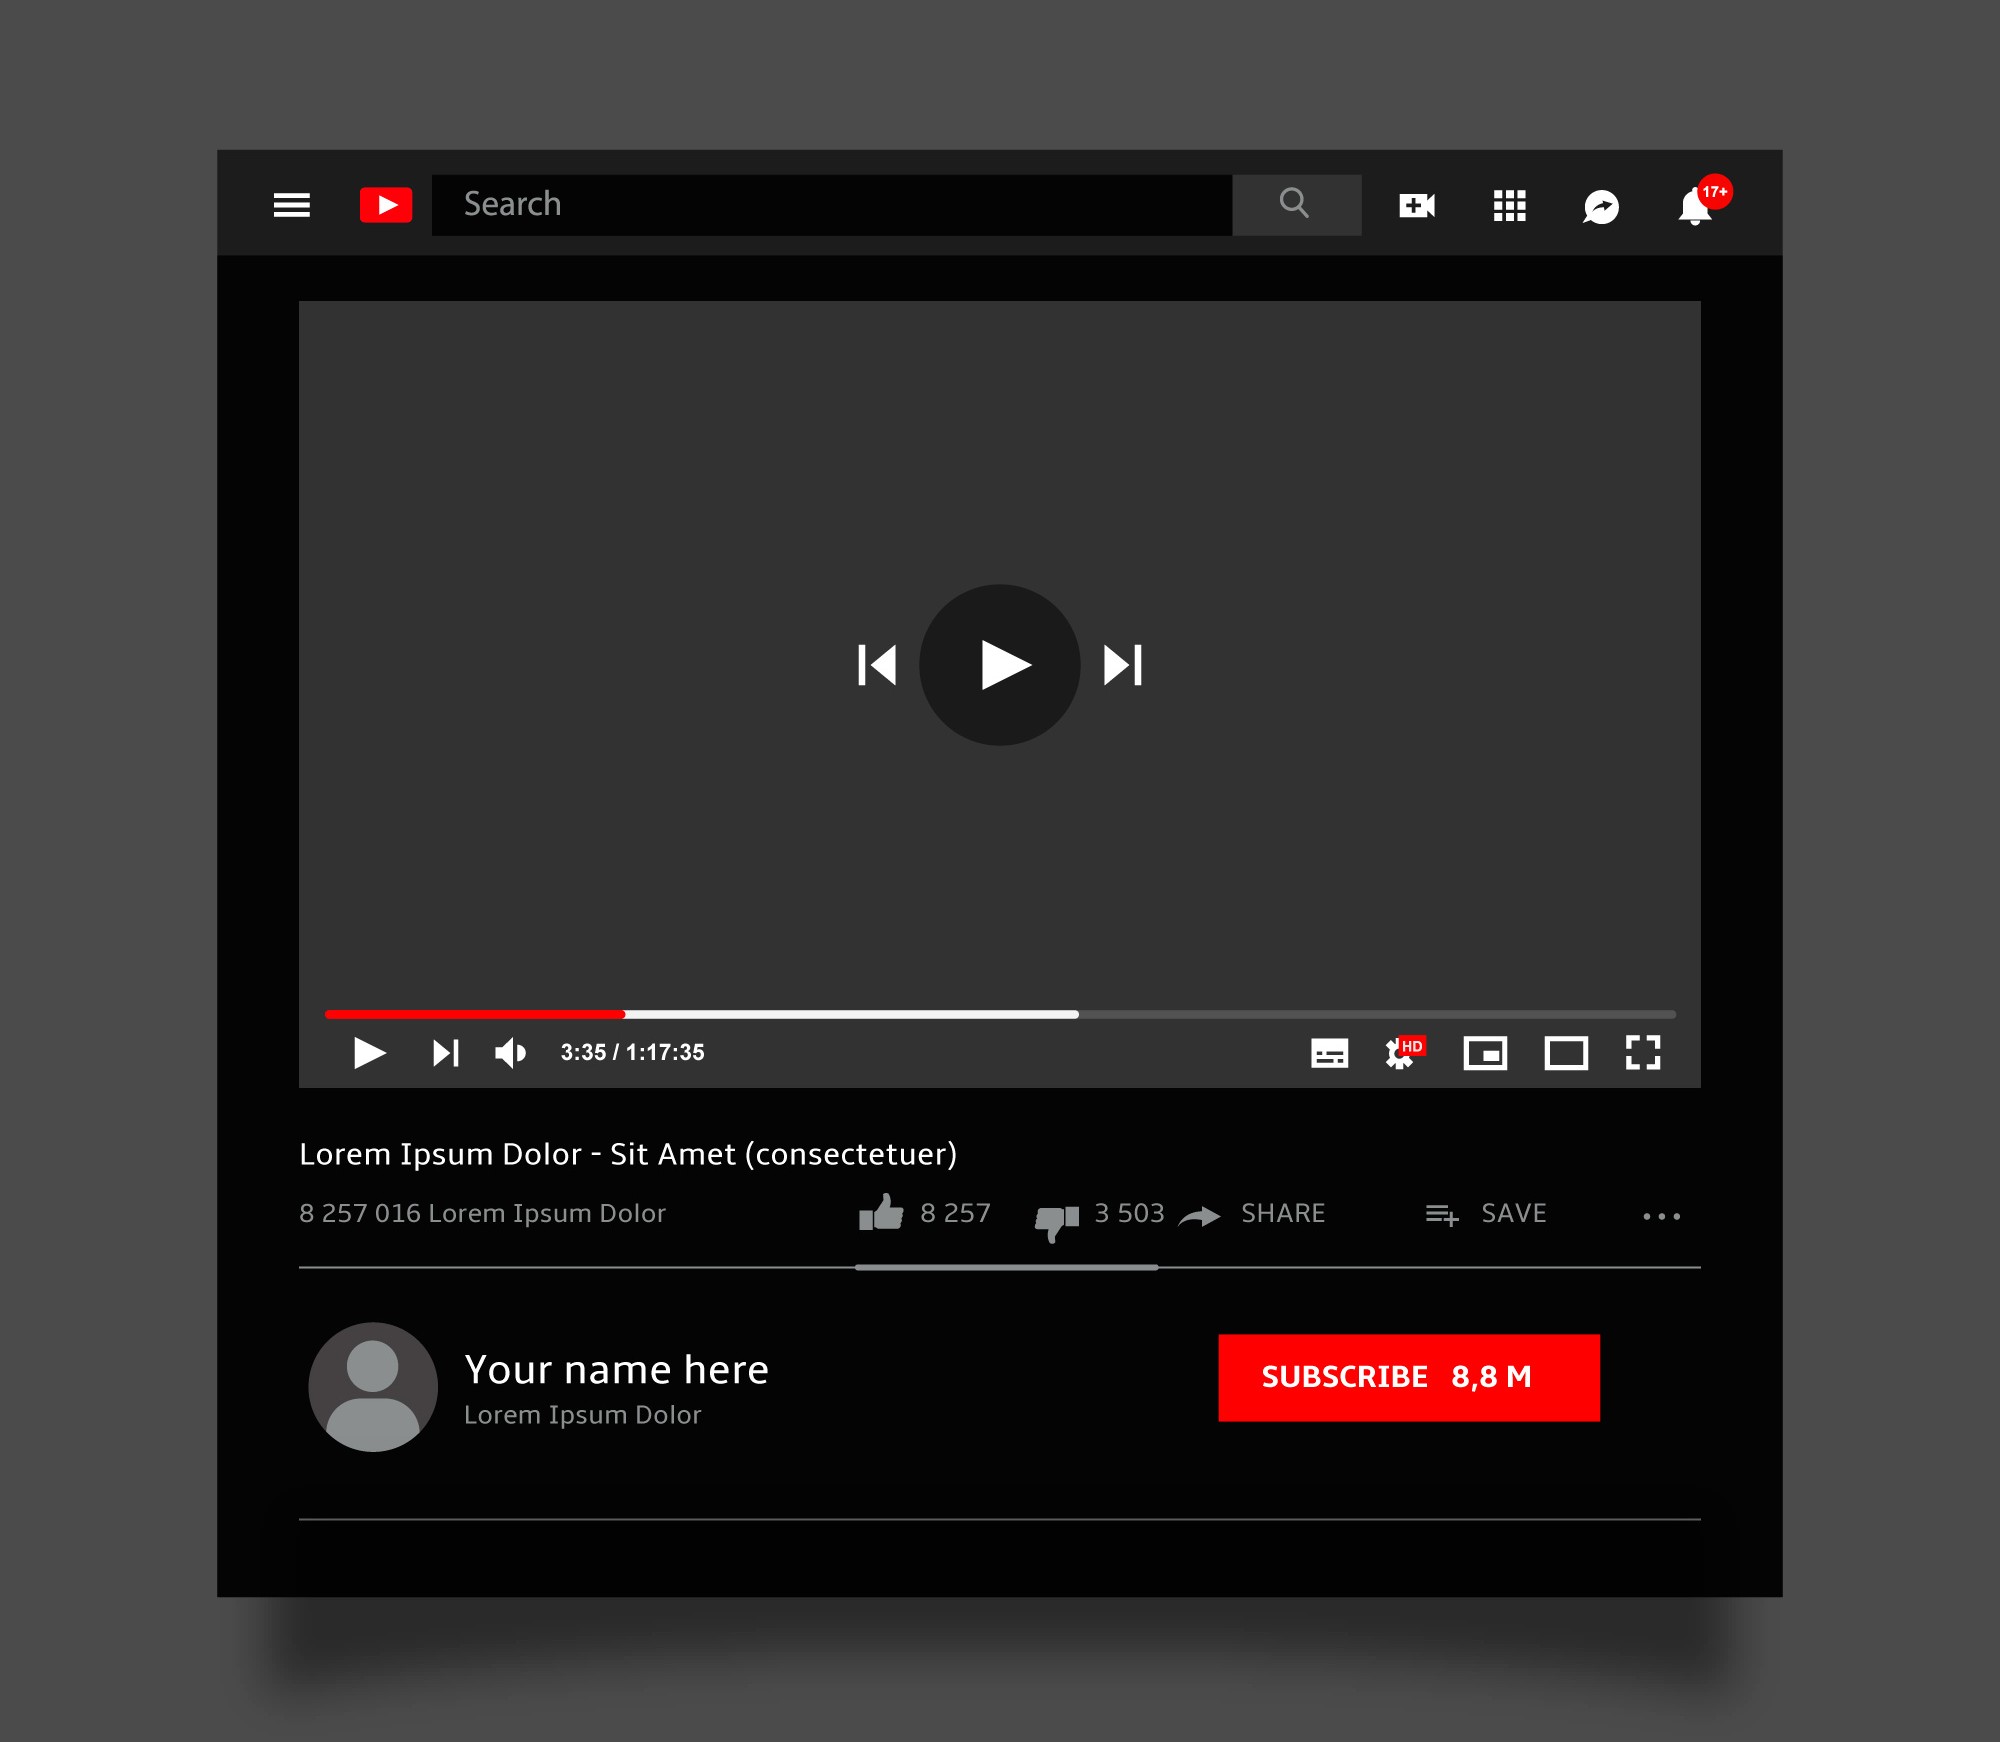 Search
17+
3:35 / 1:17:35
HD
Lorem Ipsum Dolor - Sit Amet (consectetuer)
8 257 016 Lorem Ipsum Dolor
8 257
3 503
SHARE
SAVE
Your name here
Lorem Ipsum Dolor
SUBSCRIBE 8,8 M